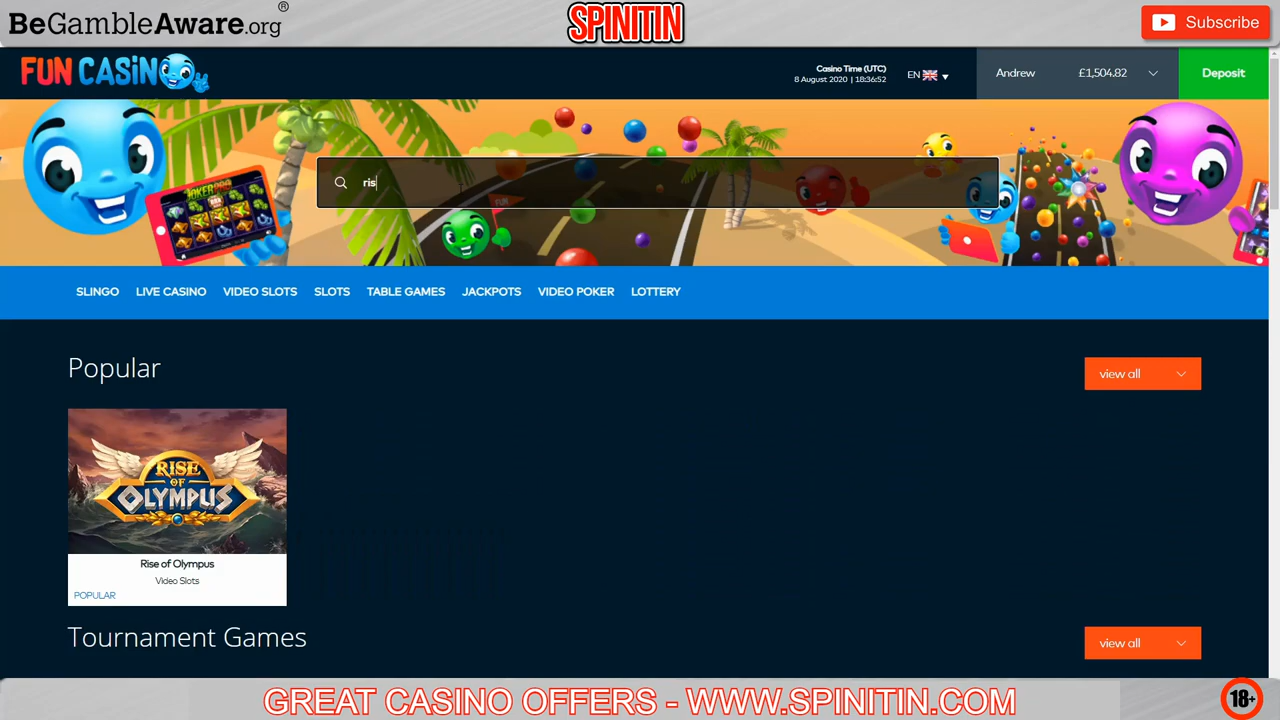 BeGambleAware.org®
SPINITIN
Subscribe
FUN CASINO
Casino Time (UTC)
8 August 2020 | 18:36:52
EN
Andrew
£1,504.82
Deposit
JOKER PRO
FUN
ris
SLINGO
LIVE CASINO
VIDEO SLOTS
SLOTS
TABLE GAMES
JACKPOTS
VIDEO POKER
LOTTERY
Popular
view all
RISE
OF
OLYMPUS
Rise of Olympus
Video Slots
POPULAR
Tournament Games
view all
GREAT CASINO OFFERS - WWW.SPINITIN.COM
18+